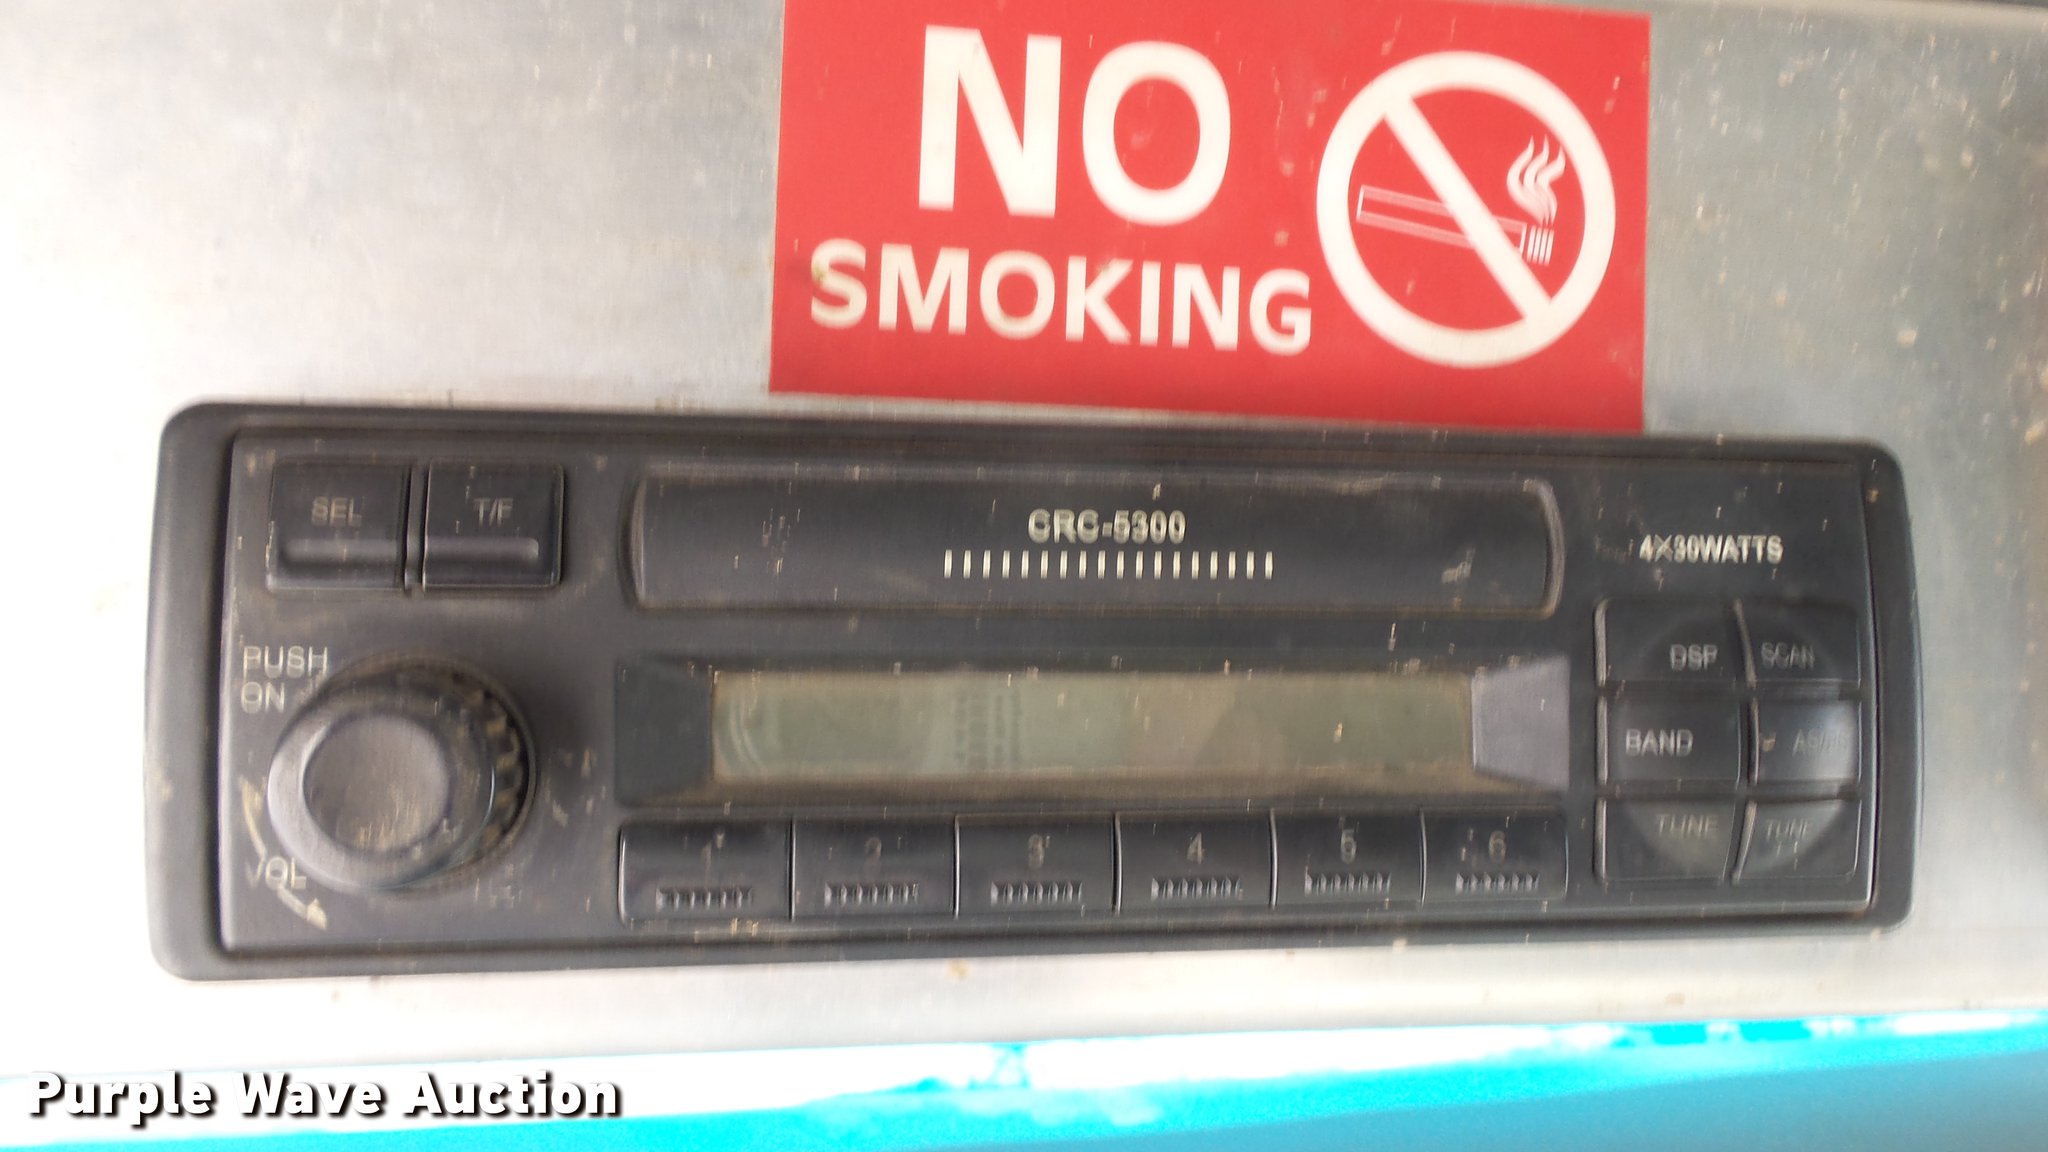 NO
SMOKING
SEL
T/F
CRC-5300
4X30WATTS
PUSH
ON
VOL
DSP
SCAN
BAND
TUNE
TUNE
1
2
3
4
5
6
Purple Wave Auction